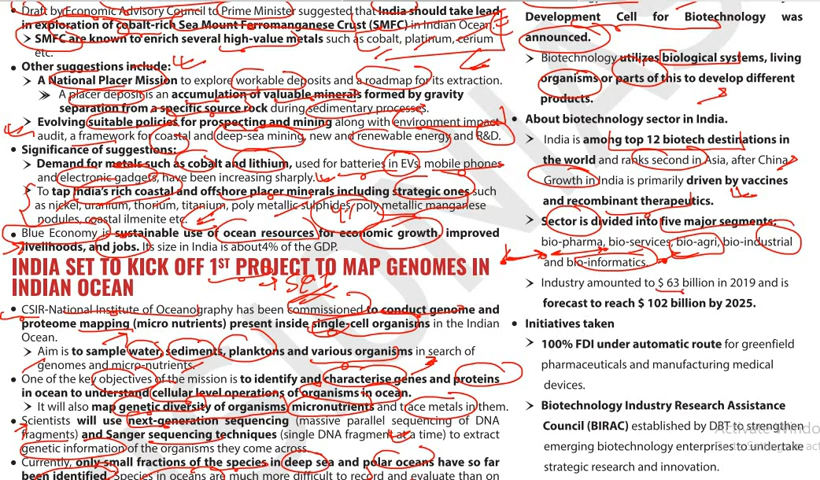 Draft by Economic Advisory Council to Prime Minister suggested that India should take lead
in exploration of cobalt-rich Sea Mount Ferromanganese Crust (SMFC) in Indian Ocean.
➤ SMFC are known to enrich several high-value metals such as cobalt, platinum, cerium
etc.
• Other suggestions include:
➤ A National Placer Mission to explore workable deposits and a roadmap for its extraction.
➤ A placer deposit is an accumulation of valuable minerals formed by gravity
separation from a specific source rock during sedimentary processes.
➤ Evolving suitable policies for prospecting and mining along with environment impact
audit, a framework for coastal and deep-sea mining, new and renewable energy and R&D.
• Significance of suggestions:
➤ Demand for metals such as cobalt and lithium, used for batteries in EVs, mobile phones
and electronic gadgets, have been increasing sharply.
➤ To tap India's rich coastal and offshore placer minerals including strategic ones such
as nickel, uranium, thorium, titanium, poly metallic sulphides, poly metallic manganese
nodules, coastal ilmenite etc.
• Blue Economy is sustainable use of ocean resources for economic growth, improved
livelihoods, and jobs. Its size in India is about4% of the GDP.
INDIA SET TO KICK OFF 1ST PROJECT TO MAP GENOMES IN
INDIAN OCEAN
• CSIR-National Institute of Oceanography has been commissioned to conduct genome and
proteome mapping (micro nutrients) present inside single-cell organisms in the Indian
Ocean.
➤ Aim is to sample water, sediments, planktons and various organisms in search of
genomes and micro-nutrients.
• One of the key objectives of the mission is to identify and characterise genes and proteins
in ocean to understand cellular level operations of organisms in ocean.
➤ It will also map genetic diversity of organisms, micronutrients and trace metals in them.
• Scientists will use next-generation sequencing (massive parallel sequencing of DNA
fragments) and Sanger sequencing techniques (single DNA fragment at a time) to extract
genetic information of the organisms they come across.
• Currently, only small fractions of the species in deep sea and polar oceans have so far
been identified. Species in oceans are much more difficult to record and evaluate than on
Development Cell for Biotechnology was
announced.
➤ Biotechnology utilizes biological systems, living
organisms or parts of this to develop different
products.
• About biotechnology sector in India.
➤ India is among top 12 biotech destinations in
the world and ranks second in Asia, after China.
➤ Growth in India is primarily driven by vaccines
and recombinant therapeutics.
➤ Sector is divided into five major segments:
bio-pharma, bio-services, bio-agri, bio-industrial
and bio-informatics.
➤ Industry amounted to $ 63 billion in 2019 and is
forecast to reach $ 102 billion by 2025.
• Initiatives taken
➤ 100% FDI under automatic route for greenfield
pharmaceuticals and manufacturing medical
devices.
➤ Biotechnology Industry Research Assistance
Council (BIRAC) established by DBT to strengthen
emerging biotechnology enterprises to undertake
strategic research and innovation.